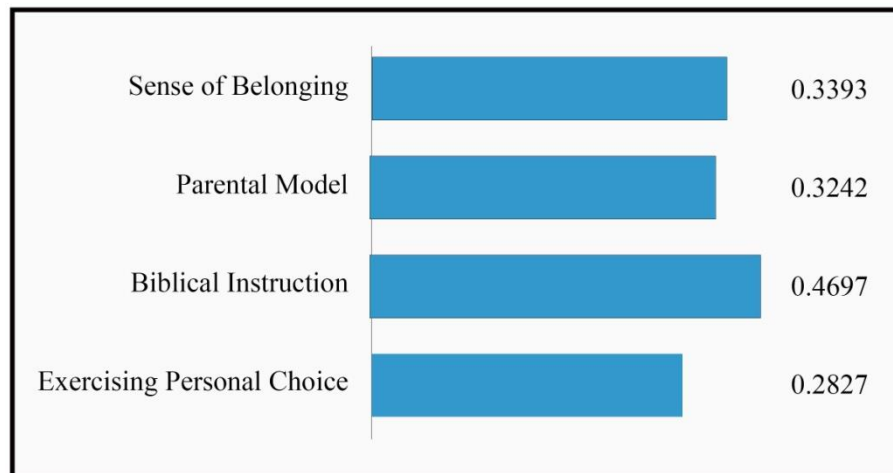 Sense of Belonging 0.3393
Parental Model 0.3242
Biblical Instruction 0.4697
Exercising Personal Choice 0.2827